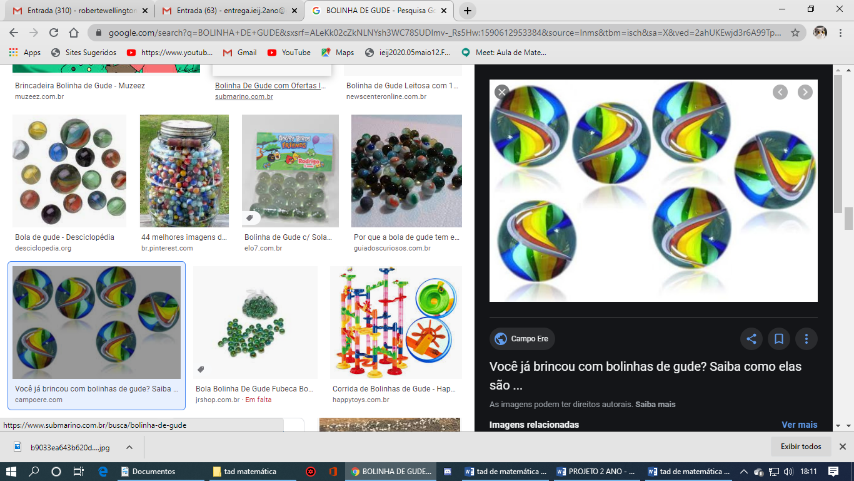 Entrada (310) - robertewellington
Entrada (63) - entrega.ieij.2ano@
BOLINHA DE GUDE - Pesquisa Go
google.com/search?q=BOLINHA+DE+GUDE&sxsrf=ALeKk02cZkNLNYsh3WC78SUDImv-_RsSHw:1590612953384&source=lnms&tbm=isch&sa=X&ved=2ahUKEwjd3r6A99Tp...
Apps
Sites Sugeridos
https://www.youtub...
Gmail
YouTube
Maps
ieij2020.05maio12.F...
Meet: Aula de Mate...
Brincadeira Bolinha de Gude - Muzeez
muzeez.com.br
Bolinha De Gude com Ofertas I...
submarino.com.br
Bolinha de Gude Leitosa com 1...
newscenteronline.com.br
Bola de gude - Desciclopédia
desciclopedia.org
44 melhores imagens d...
br.pinterest.com
Bolinha de Gude c/ Sola...
elo7.com.br
Por que a bola de gude tem e...
guiadoscuriosos.com.br
Você já brincou com bolinhas de gude? Saiba ...
campoere.com
Bola Bolinha De Gude Fubeca Bo...
jrshop.com.br · Em falta
Corrida de Bolinhas de Gude - Hap...
happytoys.com.br
Campo Ere
Você já brincou com bolinhas de gude? Saiba como elas
são ...
As imagens podem ter direitos autorais. Saiba mais
Imagens relacionadas
Ver mais
https://www.submarino.com.br/busca/bolinha-de-gude
b9033ea643b620d....jpg
Exibir todos
Documentos
tad matemática
BOLINHA DE GUDE...
tad de matemática ...
PROJETO 2 ANO - ...
tad de matemática ...
18:11